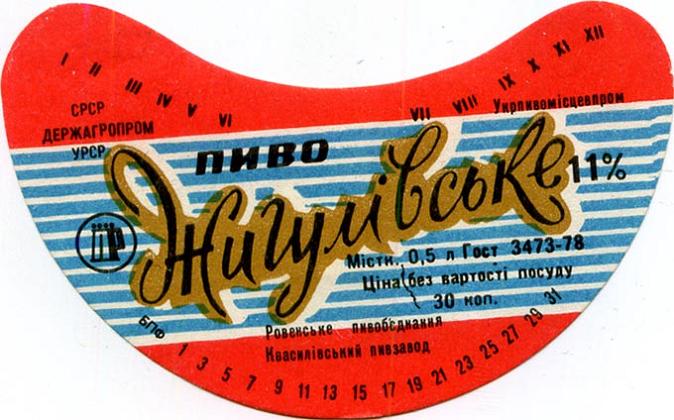 I II III IV V VI VII VIII IX X XI XII
СРСР
ДЕРЖАГРОПРОМ
УРСР
Укрпивомісцевпром
пиво
Жигулівське
11%
Містк. 0,5 л Гост 3473-78
Ціна без вартості посуду
30 коп.
Ровенське пивоб'єднання
Квасилівський пивзавод
БПФ 1 3 5 7 9 11 13 15 17 19 21 23 25 27 29 31